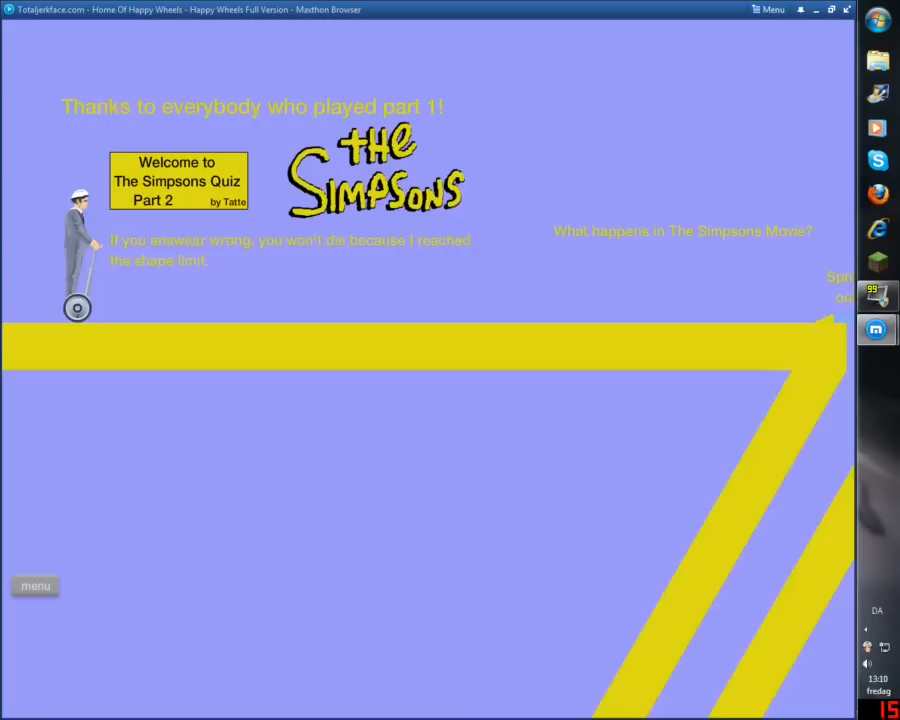 Totaljerkface.com - Home Of Happy Wheels - Happy Wheels Full Version - Maxthon Browser
Menu
Thanks to everybody who played part 1!
THE
SIMPSONS
Welcome to
The Simpsons Quiz
Part 2 by Tatte
If you answear wrong, you won't die because I reached
the shape limit.
What happens in The Simpsons Movie?
menu
99
DA
13:10
fredag
15